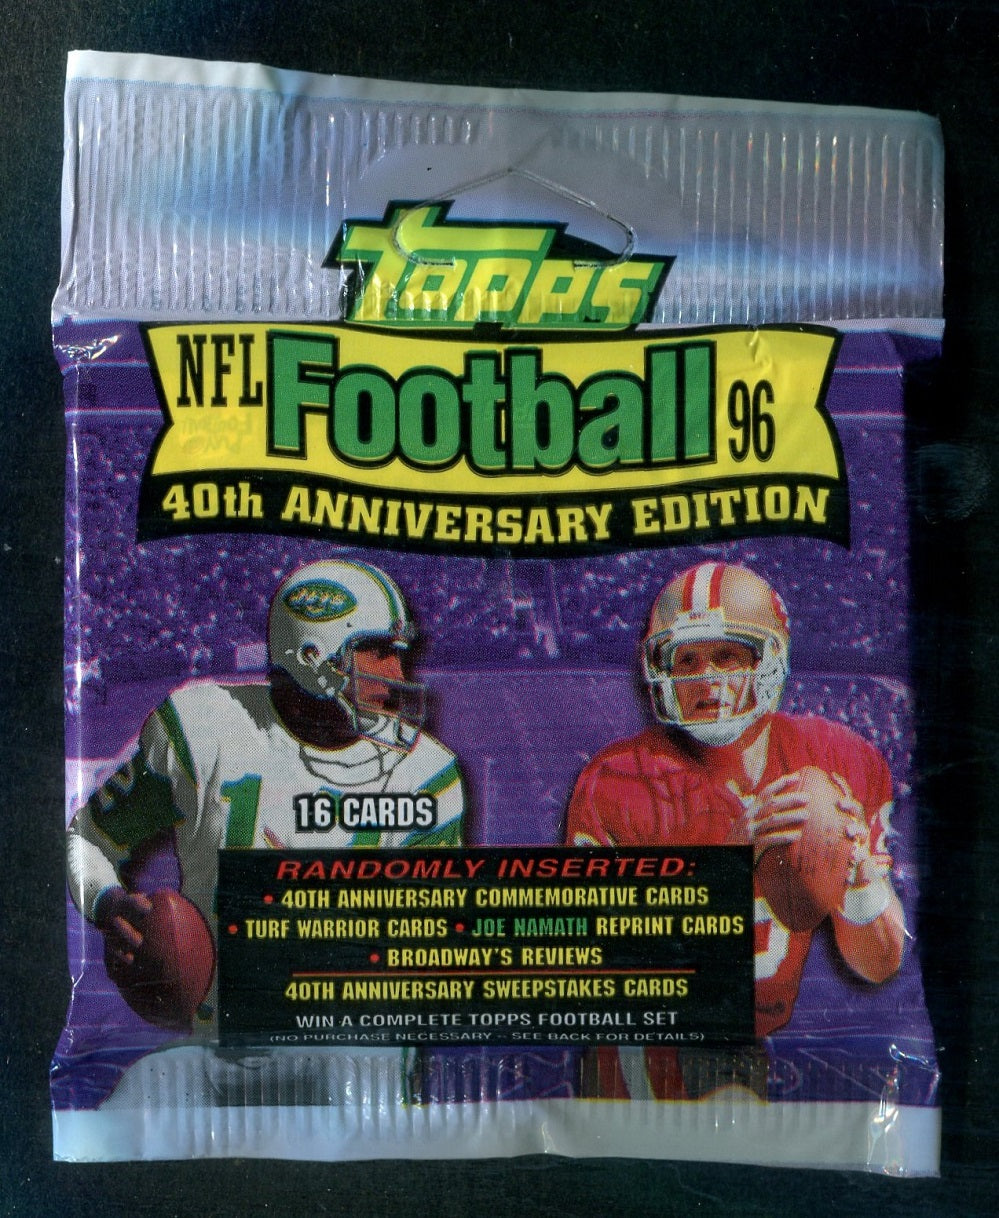 Topps
NFL Football 96
40th ANNIVERSARY EDITION
JETS
16 CARDS
RANDOMLY INSERTED:
• 40TH ANNIVERSARY COMMEMORATIVE CARDS
• TURF WARRIOR CARDS • JOE NAMATH REPRINT CARDS
• BROADWAY'S REVIEWS
40TH ANNIVERSARY SWEEPSTAKES CARDS
WIN A COMPLETE TOPPS FOOTBALL SET
(NO PURCHASE NECESSARY - SEE BACK FOR DETAILS)